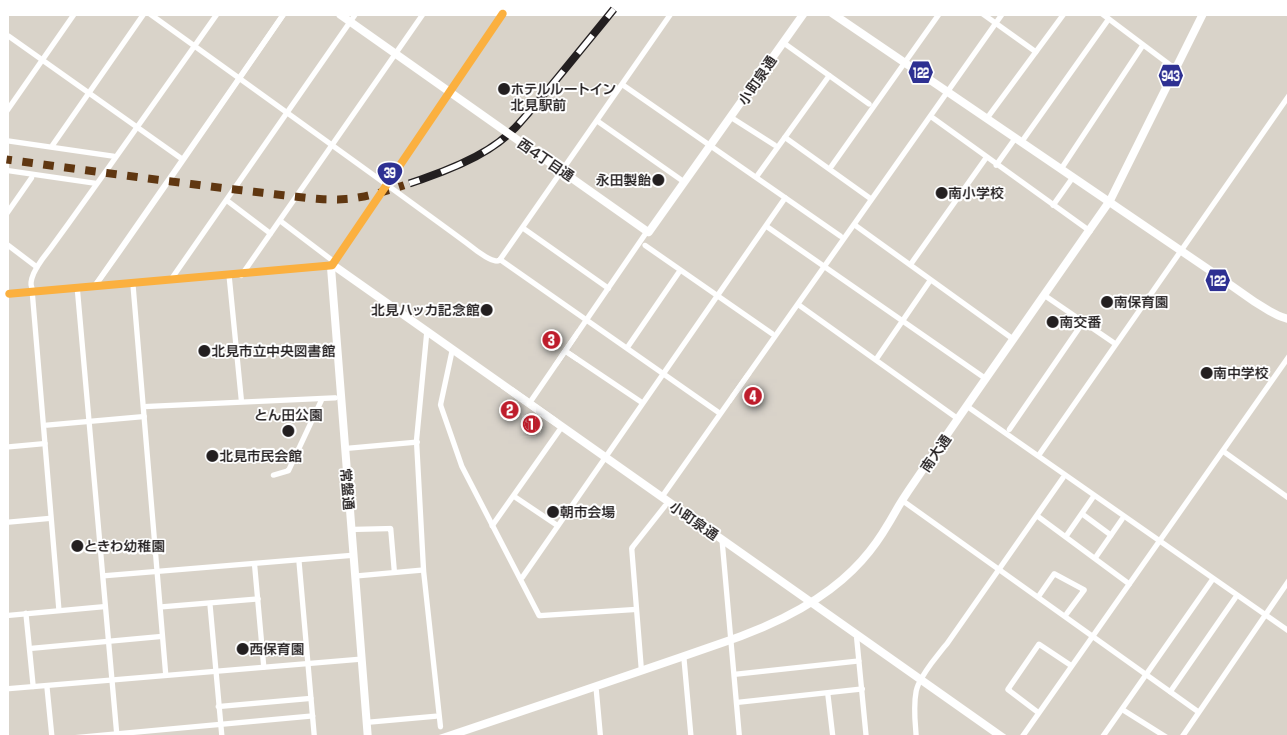 小町泉通
122
943
ホテルルートイン
北見駅前
西4丁目通
39
永田製飴
南小学校
122
南保育園
南交番
北見ハッカ記念館
3
北見市立中央図書館
南中学校
4
とん田公園
2
1
北見市民会館
南大通
常盤通
朝市会場
小町泉通
ときわ幼稚園
西保育園